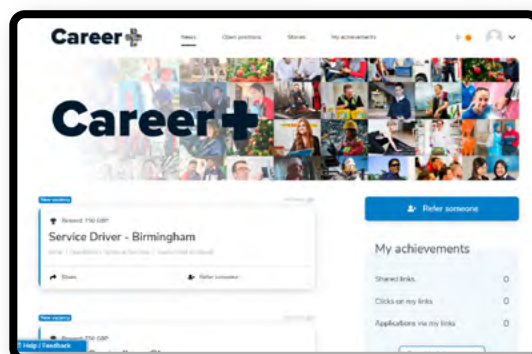 Career+
News Open positions Stories My achievements
Career+
New vacancy
Reward: 750 GBP
Service Driver - Birmingham
Share Refer someone
Refer someone
My achievements
Shared links 0
Clicks on my links 0
Applications via my links 0
New vacancy
Help / Feedback